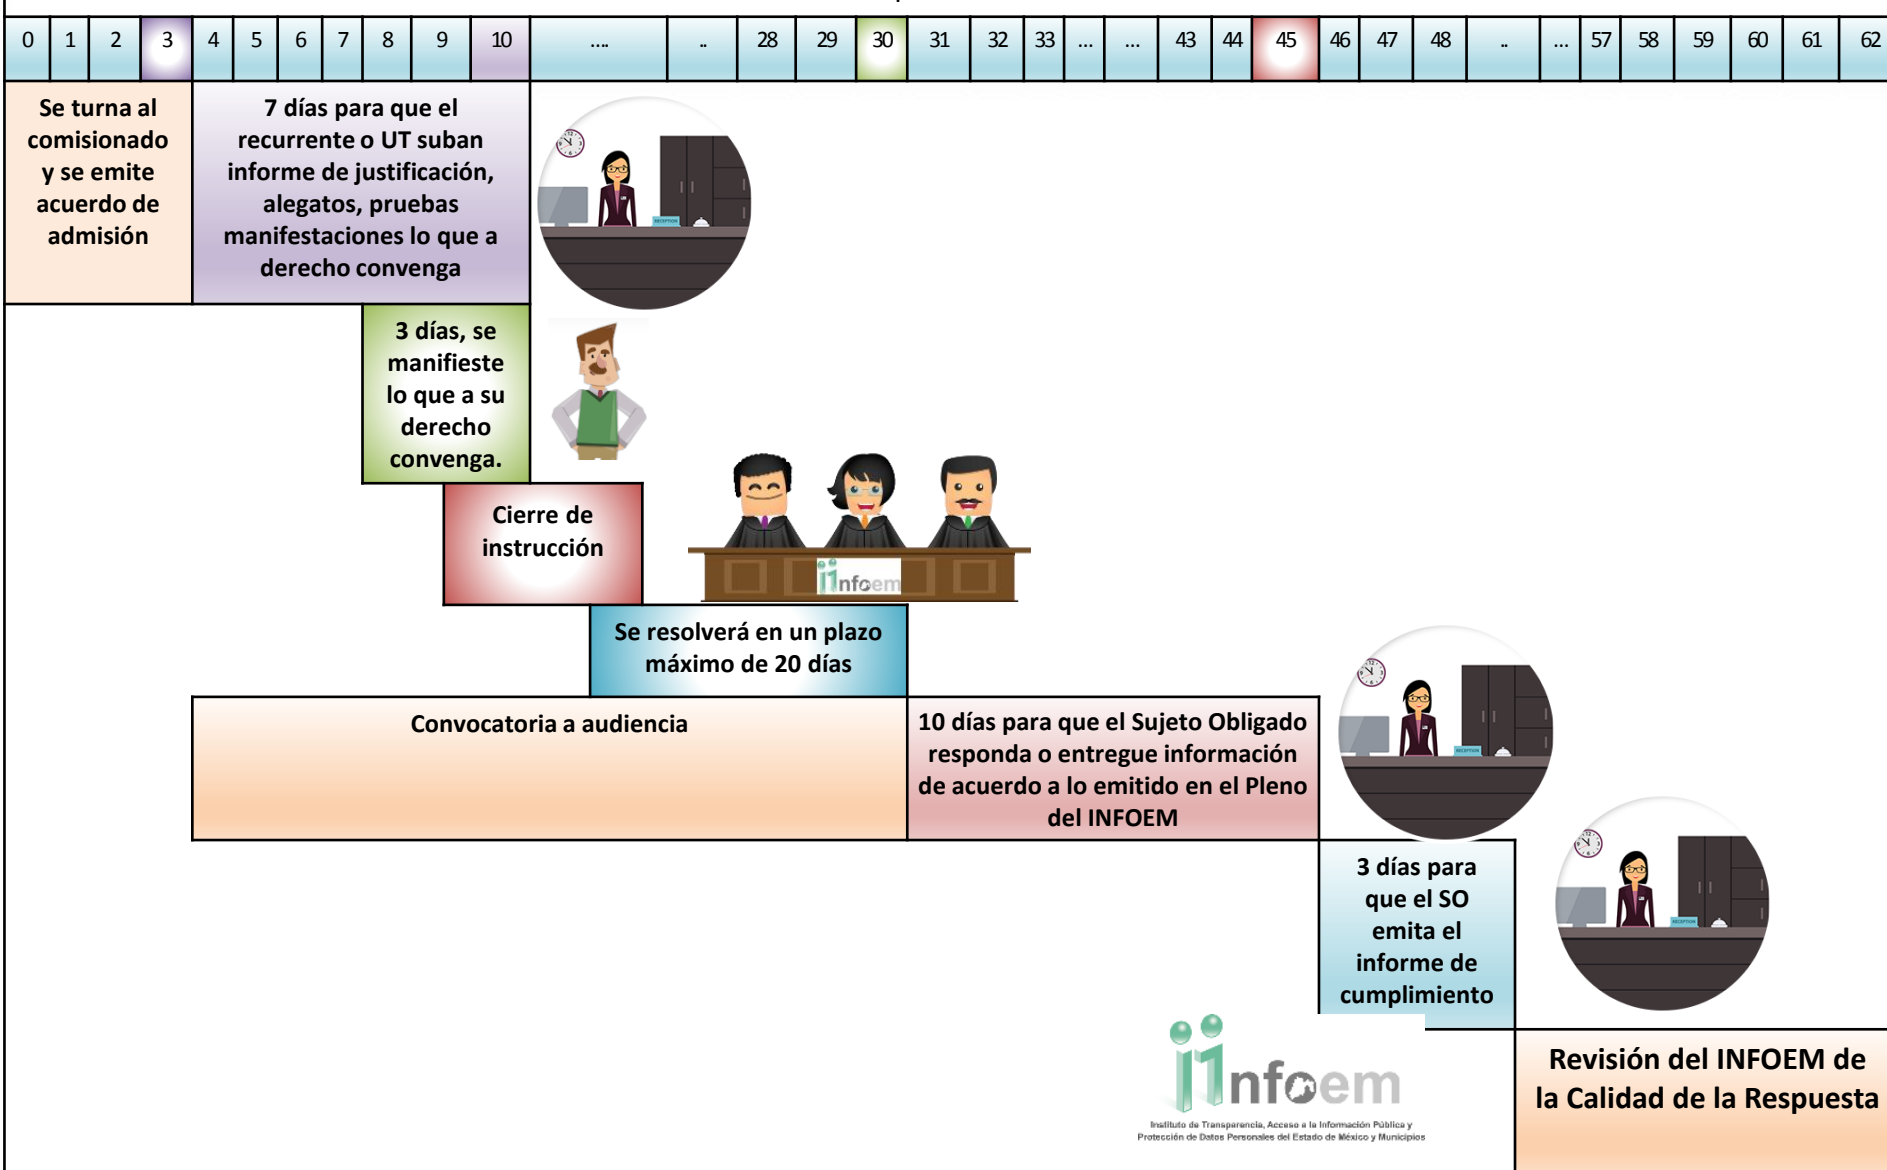 0 1 2 3 4 5 6 7 8 9 10 .... .. 28 29 30 31 32 33 ... ... 43 44 45 46 47 48 .. ... 57 58 59 60 61 62
Se turna al
comisionado
y se emite
acuerdo de
admisión
7 días para que el
recurrente o UT suban
informe de justificación,
alegatos, pruebas
manifestaciones lo que a
derecho convenga
RECEPTION
3 días, se
manifieste
lo que a su
derecho
convenga.
Cierre de
instrucción
infoem
Se resolverá en un plazo
máximo de 20 días
Convocatoria a audiencia
10 días para que el Sujeto Obligado
responda o entregue información
de acuerdo a lo emitido en el Pleno
del INFOEM
RECEPTION
3 días para
que el SO
emita el
informe de
cumplimiento
RECEPTION
infoem
Instituto de Transparencia, Acceso a la Información Pública y
Protección de Datos Personales del Estado de México y Municipios
Revisión del INFOEM de
la Calidad de la Respuesta